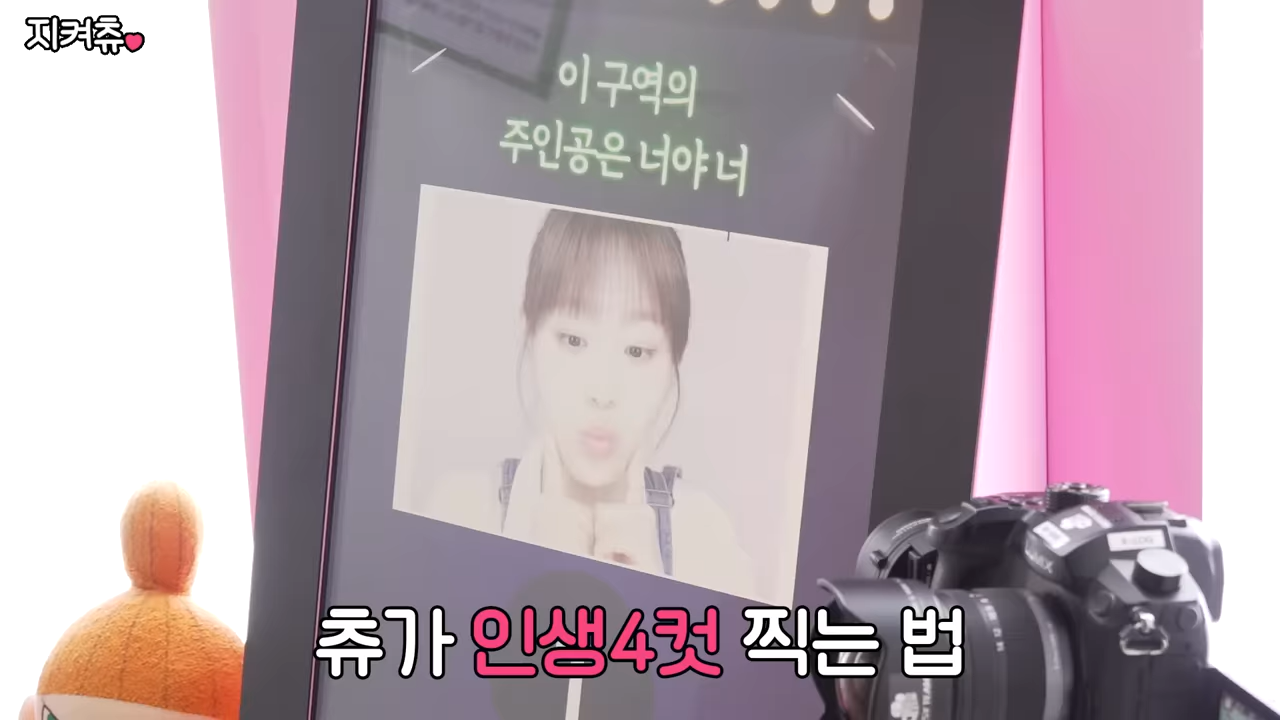 지켜츄
이 구역의
주인공은 너야 너
츄가 인생4컷 찍는 법